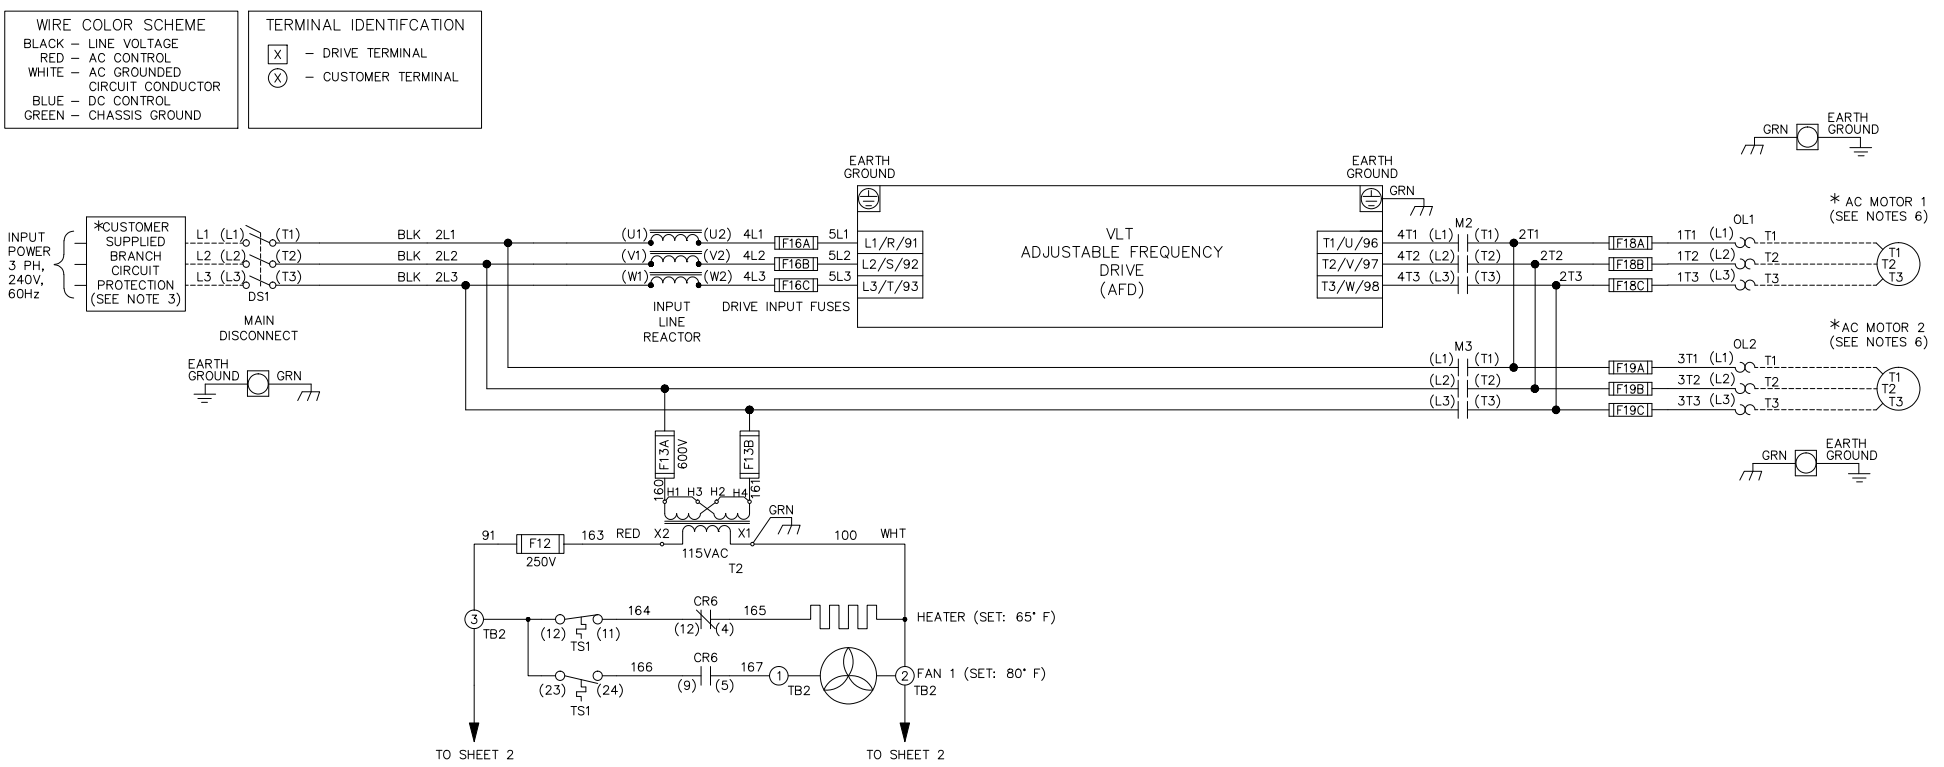 WIRE COLOR SCHEME
BLACK – LINE VOLTAGE
RED – AC CONTROL
WHITE – AC GROUNDED
CIRCUIT CONDUCTOR
BLUE – DC CONTROL
GREEN – CHASSIS GROUND
TERMINAL IDENTIFCATION
X – DRIVE TERMINAL
X – CUSTOMER TERMINAL
INPUT
POWER
3 PH,
240V,
60Hz
*CUSTOMER
SUPPLIED
BRANCH
CIRCUIT
PROTECTION
(SEE NOTE 3)
L1 (L1) (T1) BLK 2L1 (U1) (U2) 4L1 F16A 5L1 L1/R/91
L2 (L2) (T2) BLK 2L2 (V1) (V2) 4L2 F16B 5L2 L2/S/92
L3 (L3) (T3) BLK 2L3 (W1) (W2) 4L3 F16C 5L3 L3/T/93
DS1
MAIN
DISCONNECT
INPUT
LINE
REACTOR
DRIVE INPUT FUSES
EARTH
GROUND
GRN
EARTH
GROUND
VLT
ADJUSTABLE FREQUENCY
DRIVE
(AFD)
EARTH
GROUND
GRN
M2
T1/U/96 4T1 (L1) (T1) 2T1 F18A 1T1 (L1) T1
T2/V/97 4T2 (L2) (T2) 2T2 F18B 1T2 (L2) T2
T3/W/98 4T3 (L3) (T3) 2T3 F18C 1T3 (L3) T3
OL1
GRN
EARTH
GROUND
* AC MOTOR 1
(SEE NOTES 6)
T1
T2
T3
M3
(L1) (T1) F19A 3T1 (L1) T1
(L2) (T2) F19B 3T2 (L2) T2
(L3) (T3) F19C 3T3 (L3) T3
OL2
*AC MOTOR 2
(SEE NOTES 6)
T1
T2
T3
GRN
EARTH
GROUND
F13A
600V
F13B
160
161
H1 H3 H2 H4
GRN
91 F12 163 RED X2 X1 100 WHT
250V
115VAC
T2
3
TB2
164 CR6 165
(12) (11) (12) (4)
TS1
HEATER (SET: 65° F)
166 CR6 167 1
(23) (24) (9) (5) TB2
TS1
2 FAN 1 (SET: 80° F)
TB2
TO SHEET 2
TO SHEET 2